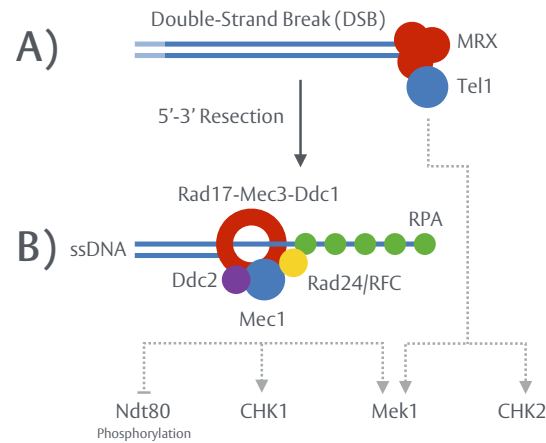 Double-Strand Break (DSB)
A)
MRX
Tel1
5'-3' Resection
Rad17-Mec3-Ddc1
RPA
B)
ssDNA
Ddc2
Rad24/RFC
Mec1
Ndt80
Phosphorylation
CHK1
Mek1
CHK2